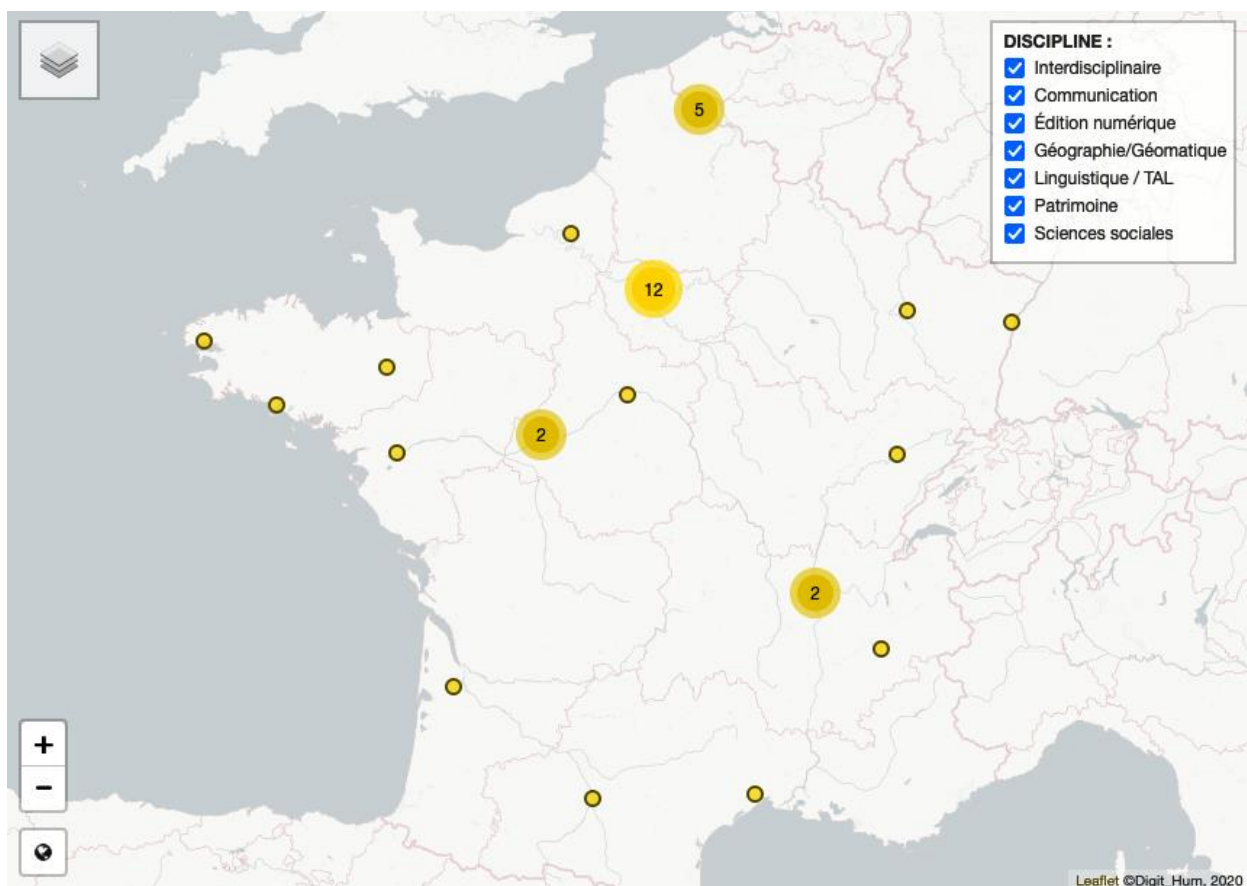 DISCIPLINE :
Interdisciplinaire
Communication
Édition numérique
Géographie/Géomatique
Linguistique / TAL
Patrimoine
Sciences sociales
5
12
2
2
+
−
Leaflet ©Digit_Hum, 2020